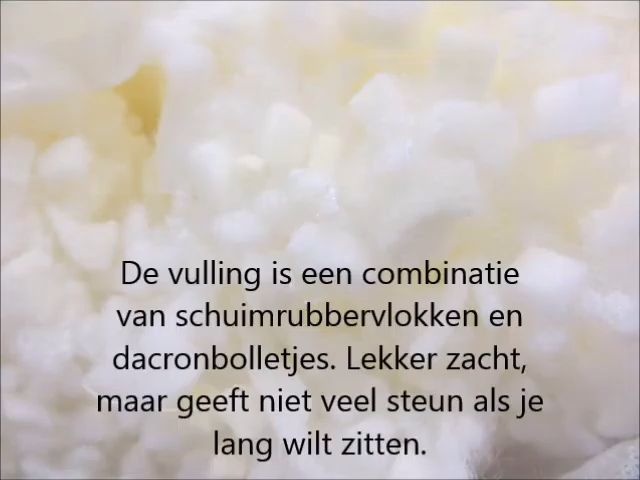 De vulling is een combinatie
van schuimrubbervlokken en
dacronbolletjes. Lekker zacht,
maar geeft niet veel steun als je
lang wilt zitten.